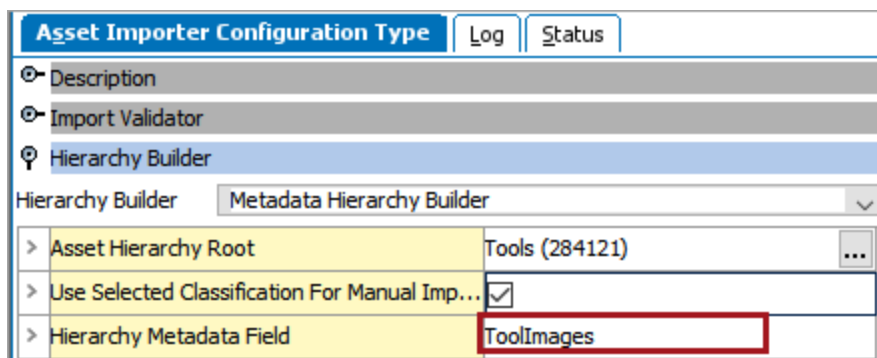 Asset Importer Configuration Type Log Status
Description
Import Validator
Hierarchy Builder
Hierarchy Builder Metadata Hierarchy Builder
> Asset Hierarchy Root Tools (284121) ...
> Use Selected Classification For Manual Imp...
> Hierarchy Metadata Field ToolImages